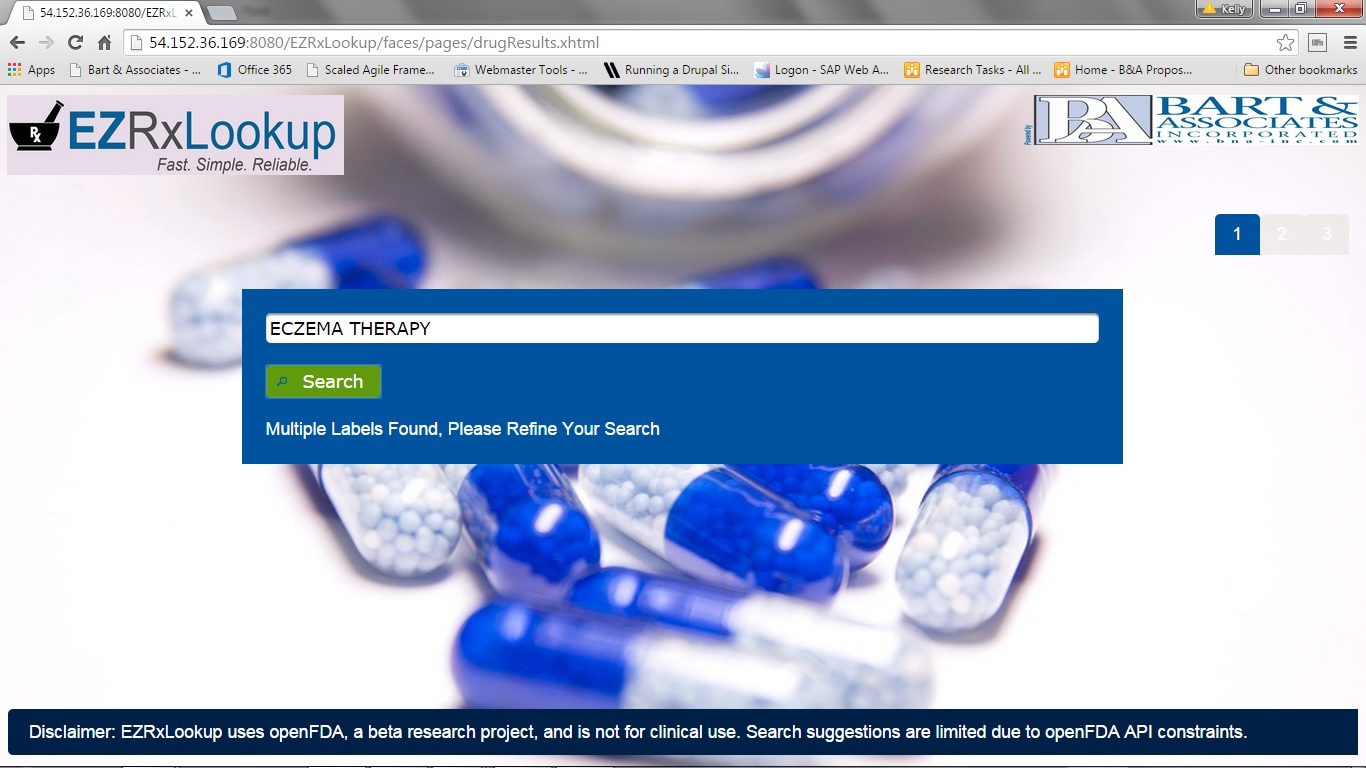 54.152.36.169:8080/EZRxL
Kelly
54.152.36.169:8080/EZRxLookup/faces/pages/drugResults.xhtml
Apps Bart & Associates - ... Office 365 Scaled Agile Frame... Webmaster Tools - ... Running a Drupal Si... Logon - SAP Web A... Research Tasks - All ... Home - B&A Propos... Other bookmarks
Rx EZRxLookup
Fast. Simple. Reliable.
Powered by BA BART &
ASSOCIATES
INCORPORATED
www.bna-inc.com
1 2 3
ECZEMA THERAPY
Search
Multiple Labels Found, Please Refine Your Search
Disclaimer: EZRxLookup uses openFDA, a beta research project, and is not for clinical use. Search suggestions are limited due to openFDA API constraints.